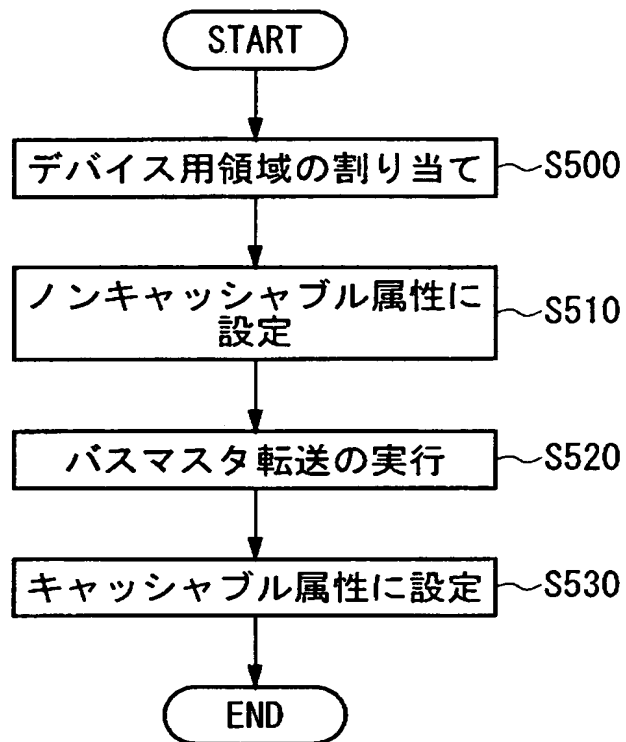 START
デバイス用領域の割り当て
S500
ノンキャッシャブル属性に
設定
S510
バスマスタ転送の実行
S520
キャッシャブル属性に設定
S530
END